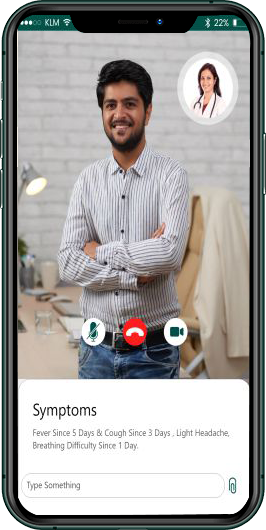 KLM 22%
Symptoms
Fever Since 5 Days & Cough Since 3 Days , Light Headache,
Breathing Difficulty Since 1 Day.
Type Something